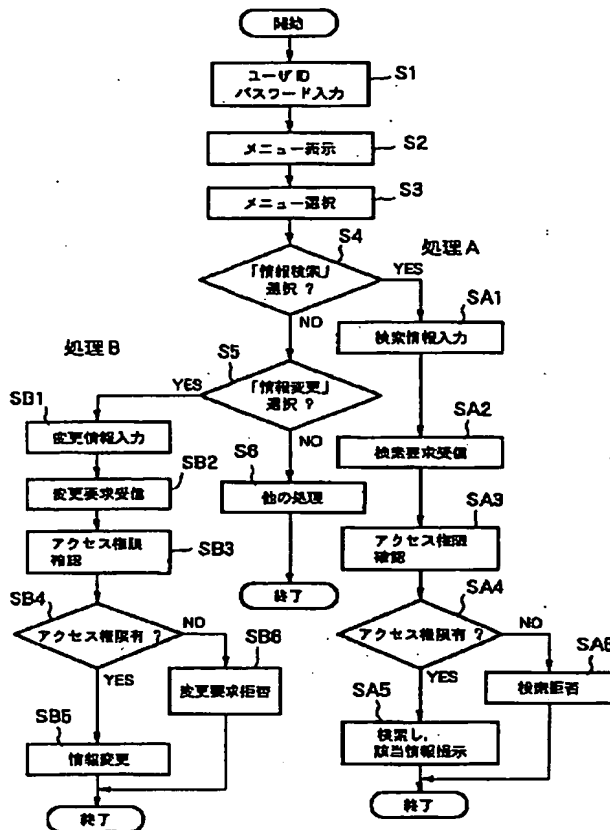 開始
ユーザID
パスワード入力
S1
メニュー表示
S2
メニュー選択
S3
S4
「情報検索」
選択 ?
YES
NO
処理A
SA1
検索情報入力
SA2
検索要求受信
SA3
アクセス権限
確認
SA4
アクセス権限有 ?
NO
YES
SA6
検索拒否
SA5
検索し,
該当情報提示
終了
S5
「情報変更」
選択 ?
YES
NO
S6
他の処理
終了
処理B
SB1
変更情報入力
SB2
変更要求受信
SB3
アクセス権限
確認
SB4
アクセス権限有 ?
NO
YES
SB6
変更要求拒否
SB5
情報変更
終了